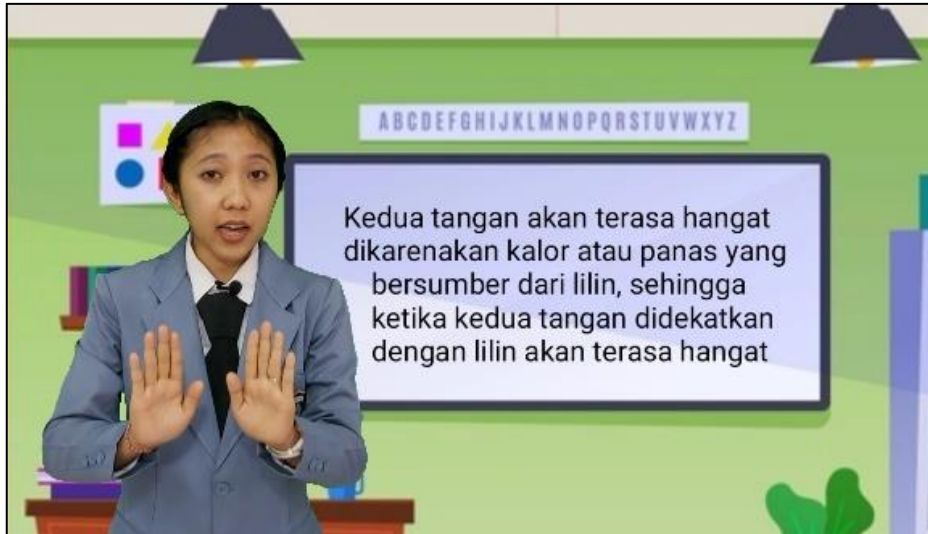 ABCDEFGHIJKLMNOPQRSTUVWXYZ
Kedua tangan akan terasa hangat
dikarenakan kalor atau panas yang
bersumber dari lilin, sehingga
ketika kedua tangan didekatkan
dengan lilin akan terasa hangat